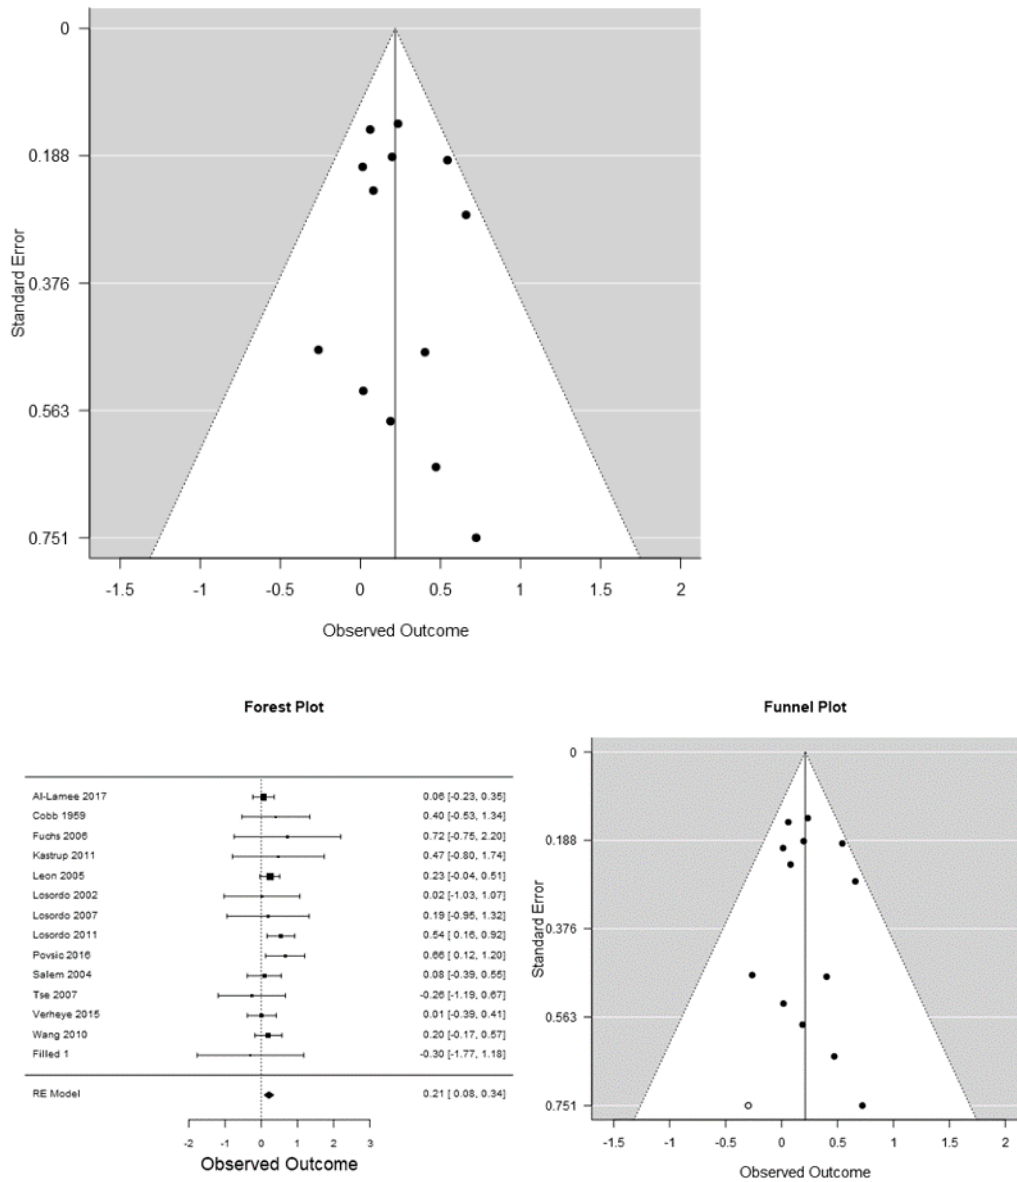 0
0.188
0.376
0.563
0.751
Standard Error
-1.5 -1 -0.5 0 0.5 1 1.5 2
Observed Outcome
Forest Plot
Al-Lamee 2017 0.06 [-0.23, 0.35]
Cobb 1959 0.40 [-0.53, 1.34]
Fuchs 2006 0.72 [-0.75, 2.20]
Kastrup 2011 0.47 [-0.80, 1.74]
Leon 2005 0.23 [-0.04, 0.51]
Losordo 2002 0.02 [-1.03, 1.07]
Losordo 2007 0.19 [-0.95, 1.32]
Losordo 2011 0.54 [ 0.16, 0.92]
Povsic 2016 0.66 [ 0.12, 1.20]
Salem 2004 0.08 [-0.39, 0.55]
Tse 2007 -0.26 [-1.19, 0.67]
Verheye 2015 0.01 [-0.39, 0.41]
Wang 2010 0.20 [-0.17, 0.57]
Filled 1 -0.30 [-1.77, 1.18]
RE Model 0.21 [ 0.08, 0.34]
-2 -1 0 1 2 3
Observed Outcome
Funnel Plot
0
0.188
0.376
0.563
0.751
Standard Error
-1.5 -1 -0.5 0 0.5 1 1.5 2
Observed Outcome